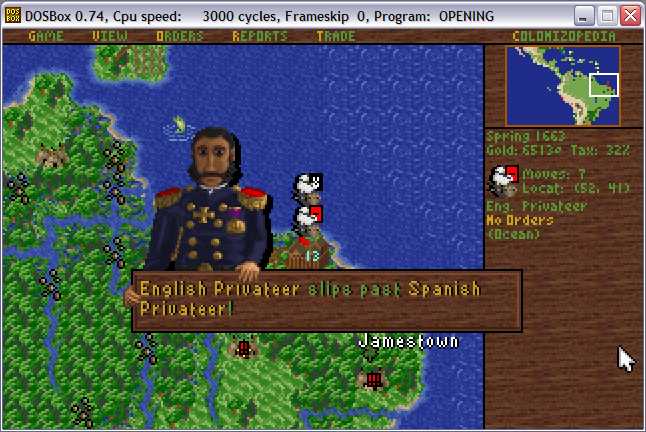 DOSBox 0.74, Cpu speed: 3000 cycles, Frameskip 0, Program: OPENING
GAME VIEW ORDERS REPORTS TRADE COLONIZOPEDIA
Spring 1663
Gold: 6513¢ Tax: 32%
Moves: 7
Locat: (52, 41)
Eng. Privateer
No Orders
(Ocean)
13
English Privateer slips past Spanish
Privateer!
Jamestown